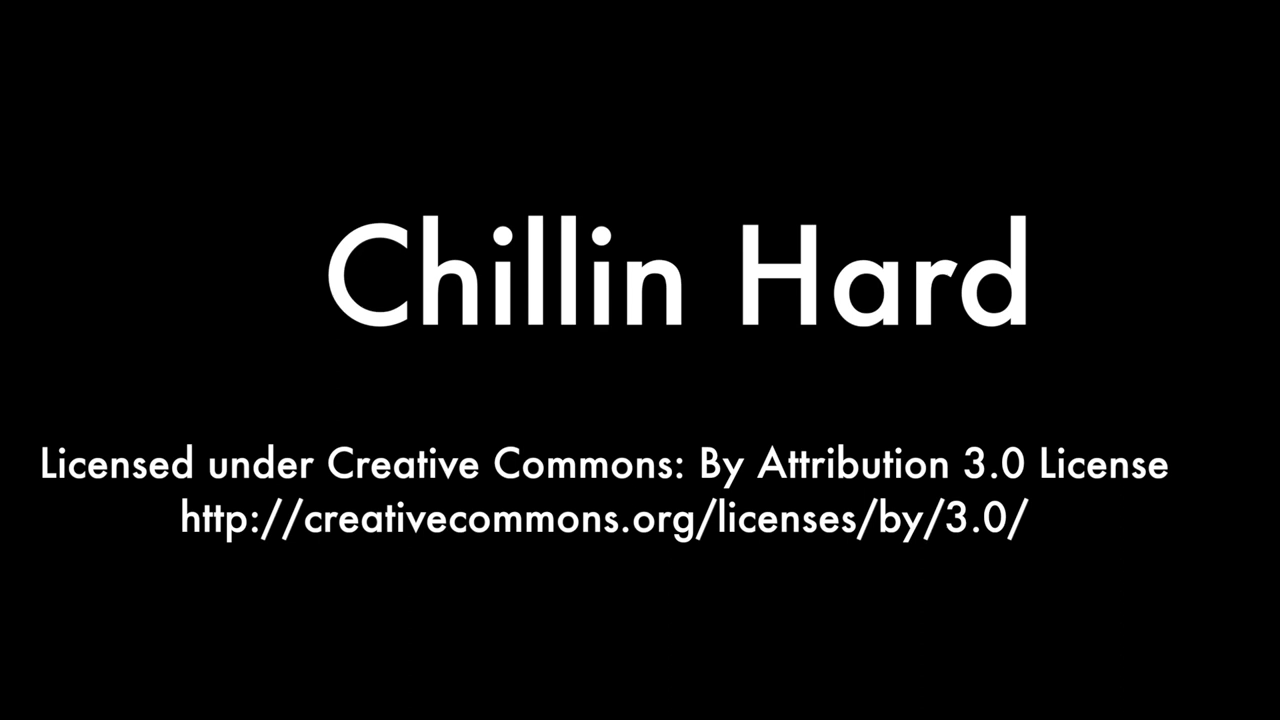 Chillin Hard
Licensed under Creative Commons: By Attribution 3.0 License
http://creativecommons.org/licenses/by/3.0/